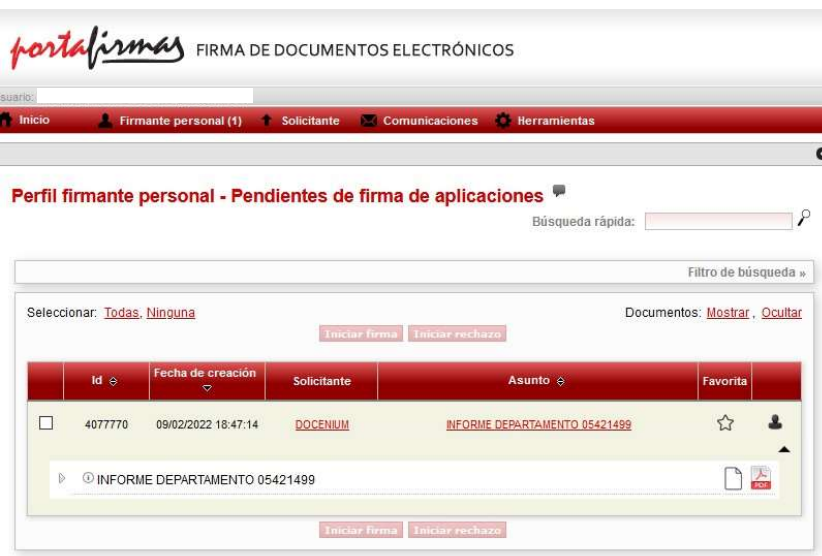 portafirmas FIRMA DE DOCUMENTOS ELECTRÓNICOS
suario:
Inicio Firmante personal (1) Solicitante Comunicaciones Herramientas
Perfil firmante personal - Pendientes de firma de aplicaciones
Búsqueda rápida:
Filtro de búsqueda »
Seleccionar: Todas, Ninguna Documentos: Mostrar, Ocultar
Iniciar firma Iniciar rechazo
Id Fecha de creación Solicitante Asunto Favorita
4077770 09/02/2022 18:47:14 DOCENIUM INFORME DEPARTAMENTO 05421499
INFORME DEPARTAMENTO 05421499 PDF
Iniciar firma Iniciar rechazo